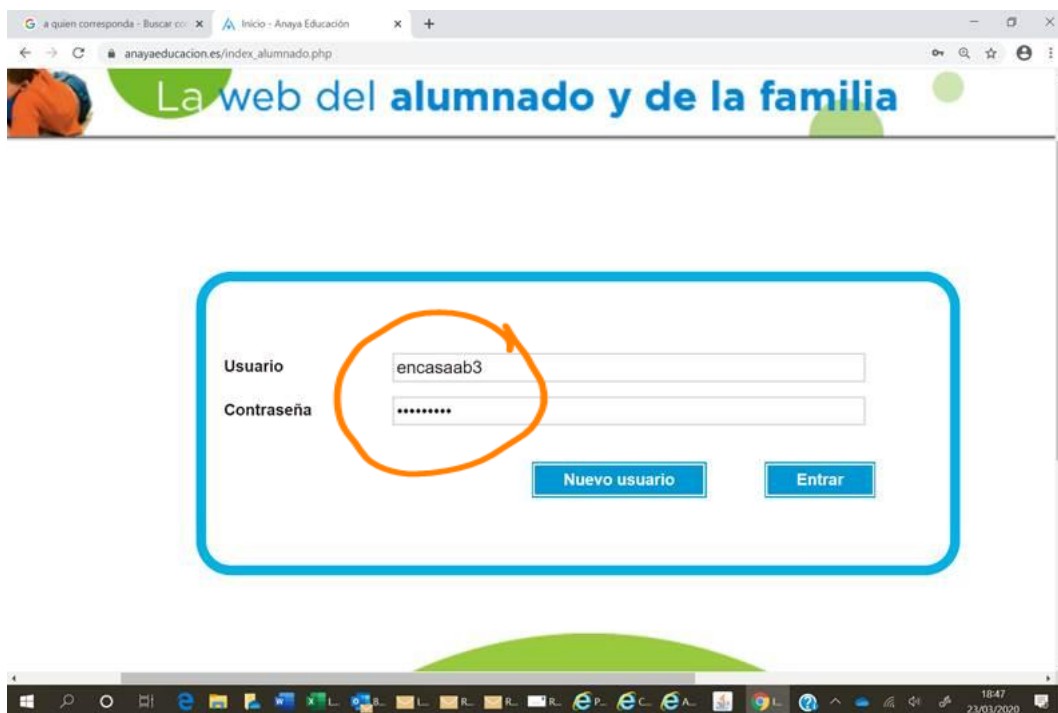 a quien corresponda - Buscar co
Inicio - Anaya Educación
anayaeducacion.es/index_alumnado.php
La web del alumnado y de la familia
Usuario
encasaab3
Contraseña
•••••••••
Nuevo usuario
Entrar
L...
B...
L...
R...
R...
R...
P...
C...
A...
L...
18:47
23/03/2020